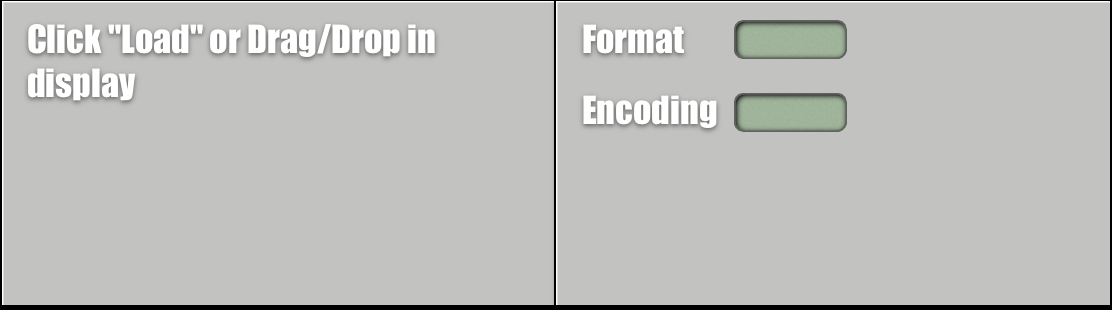 Click "Load" or Drag/Drop in
display
Format
Encoding